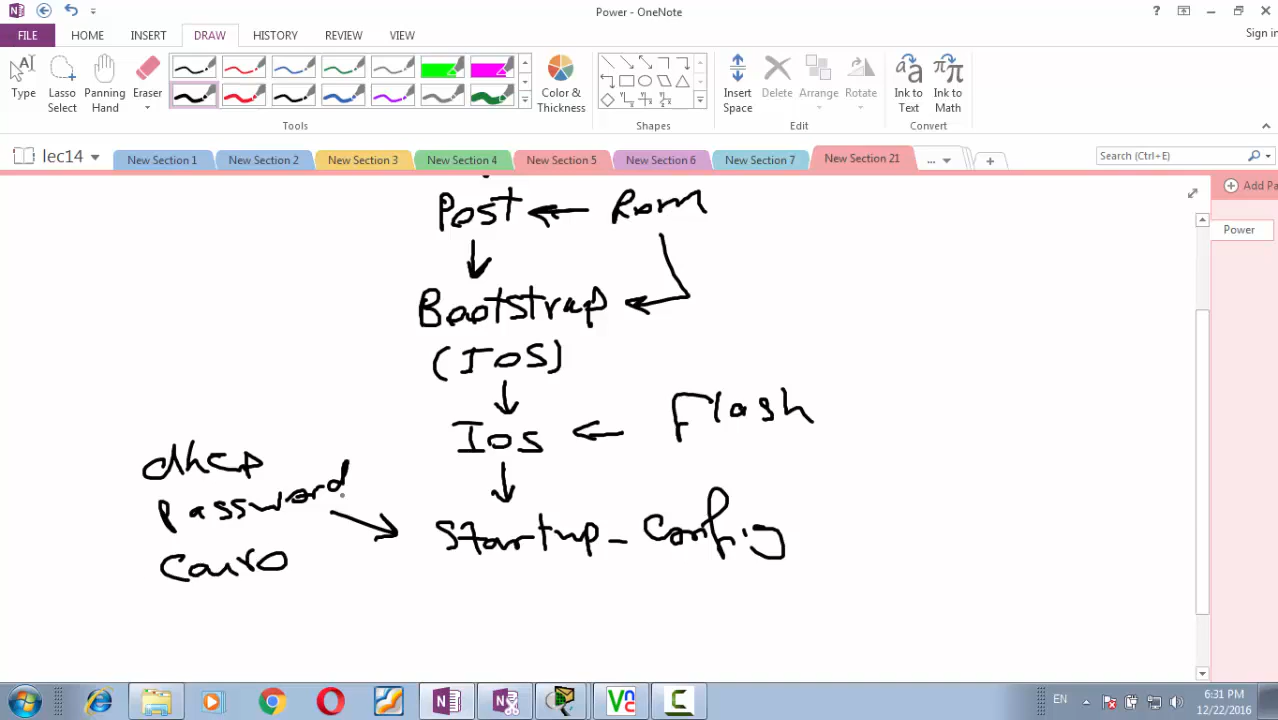 Power - OneNote
Sign in
FILE HOME INSERT DRAW HISTORY REVIEW VIEW
Type
Lasso Select
Panning Hand
Eraser
Color & Thickness
Insert Space
Delete
Arrange
Rotate
Ink to Text
Ink to Math
Tools
Shapes
Edit
Convert
lec14
New Section 1
New Section 2
New Section 3
New Section 4
New Section 5
New Section 6
New Section 7
New Section 21
...
Search (Ctrl+E)
Add Pa
Power
Post ← Rom
Bootstrap
(IOS)
Ios ← Flash
dhcp
password
Cairo
Startup_Config
EN
6:31 PM
12/22/2016